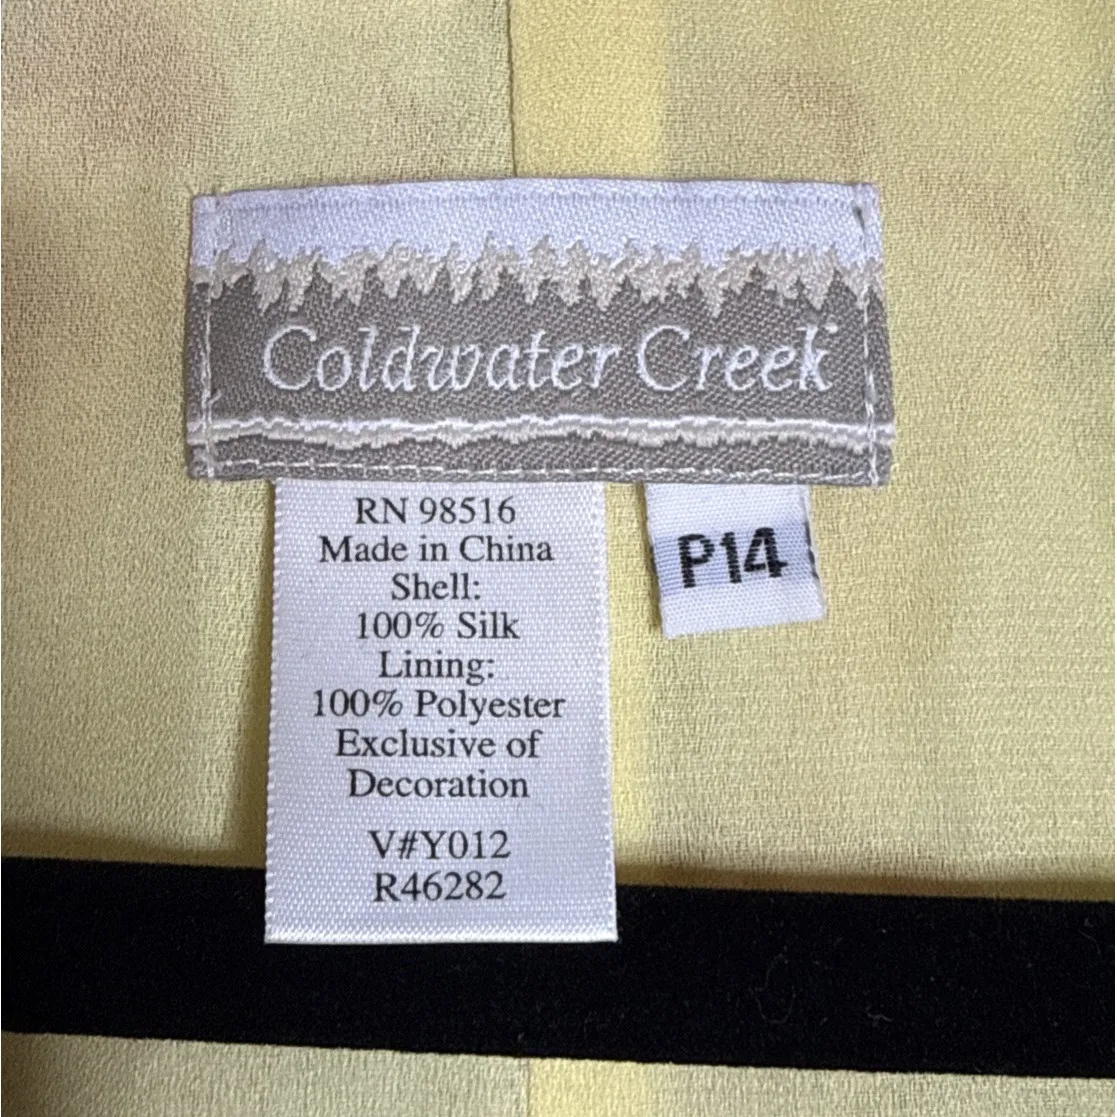 Coldwater Creek
RN 98516
Made in China
Shell:
100% Silk
Lining:
100% Polyester
Exclusive of
Decoration
V#Y012
R46282
P14